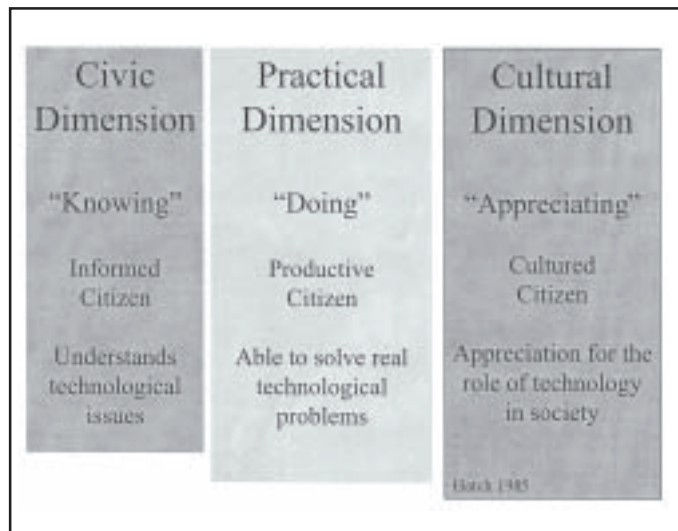 Civic
Dimension
“Knowing”
Informed
Citizen
Understands
technological
issues
Practical
Dimension
“Doing”
Productive
Citizen
Able to solve real
technological
problems
Cultural
Dimension
“Appreciating”
Cultured
Citizen
Appreciation for the
role of technology
in society
1985